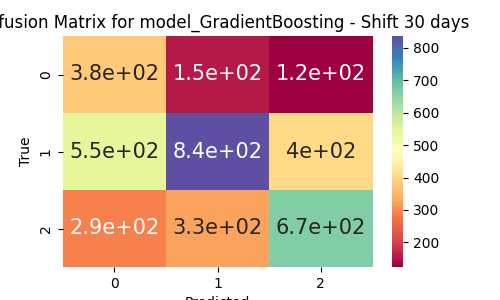 fusion Matrix for model_GradientBoosting - Shift 30 days
True
0 3.8e+02 1.5e+02 1.2e+02
1 5.5e+02 8.4e+02 4e+02
2 2.9e+02 3.3e+02 6.7e+02
0 1 2
Predicted
800
700
600
500
400
300
200